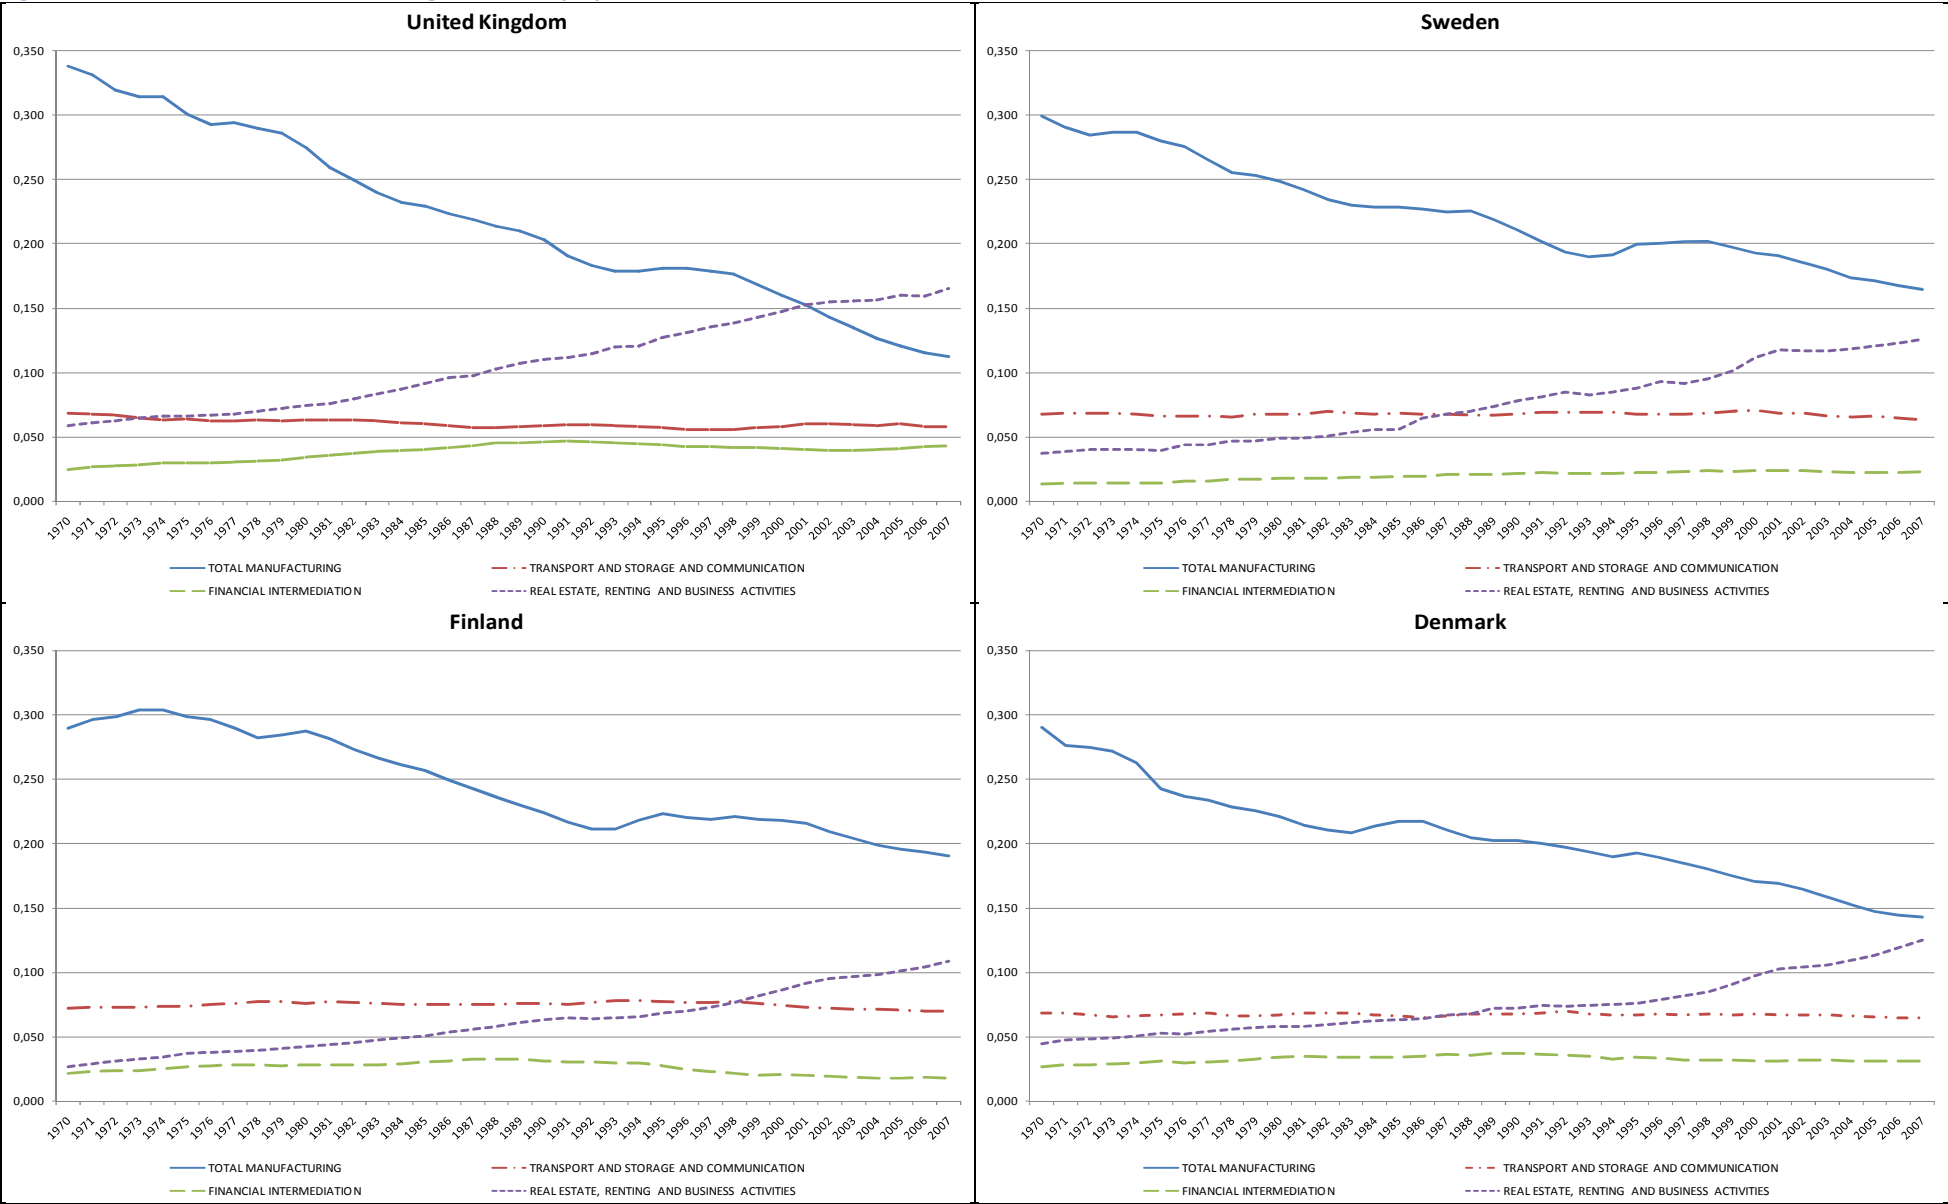 United Kingdom
0,350
0,300
0,250
0,200
0,150
0,100
0,050
0,000
1970 1971 1972 1973 1974 1975 1976 1977 1978 1979 1980 1981 1982 1983 1984 1985 1986 1987 1988 1989 1990 1991 1992 1993 1994 1995 1996 1997 1998 1999 2000 2001 2002 2003 2004 2005 2006 2007
TOTAL MANUFACTURING TRANSPORT AND STORAGE AND COMMUNICATION
FINANCIAL INTERMEDIATION REAL ESTATE, RENTING AND BUSINESS ACTIVITIES
Sweden
0,350
0,300
0,250
0,200
0,150
0,100
0,050
0,000
1970 1971 1972 1973 1974 1975 1976 1977 1978 1979 1980 1981 1982 1983 1984 1985 1986 1987 1988 1989 1990 1991 1992 1993 1994 1995 1996 1997 1998 1999 2000 2001 2002 2003 2004 2005 2006 2007
TOTAL MANUFACTURING TRANSPORT AND STORAGE AND COMMUNICATION
FINANCIAL INTERMEDIATION REAL ESTATE, RENTING AND BUSINESS ACTIVITIES
Finland
0,350
0,300
0,250
0,200
0,150
0,100
0,050
0,000
1970 1971 1972 1973 1974 1975 1976 1977 1978 1979 1980 1981 1982 1983 1984 1985 1986 1987 1988 1989 1990 1991 1992 1993 1994 1995 1996 1997 1998 1999 2000 2001 2002 2003 2004 2005 2006 2007
TOTAL MANUFACTURING TRANSPORT AND STORAGE AND COMMUNICATION
FINANCIAL INTERMEDIATION REAL ESTATE, RENTING AND BUSINESS ACTIVITIES
Denmark
0,350
0,300
0,250
0,200
0,150
0,100
0,050
0,000
1970 1971 1972 1973 1974 1975 1976 1977 1978 1979 1980 1981 1982 1983 1984 1985 1986 1987 1988 1989 1990 1991 1992 1993 1994 1995 1996 1997 1998 1999 2000 2001 2002 2003 2004 2005 2006 2007
TOTAL MANUFACTURING TRANSPORT AND STORAGE AND COMMUNICATION
FINANCIAL INTERMEDIATION REAL ESTATE, RENTING AND BUSINESS ACTIVITIES